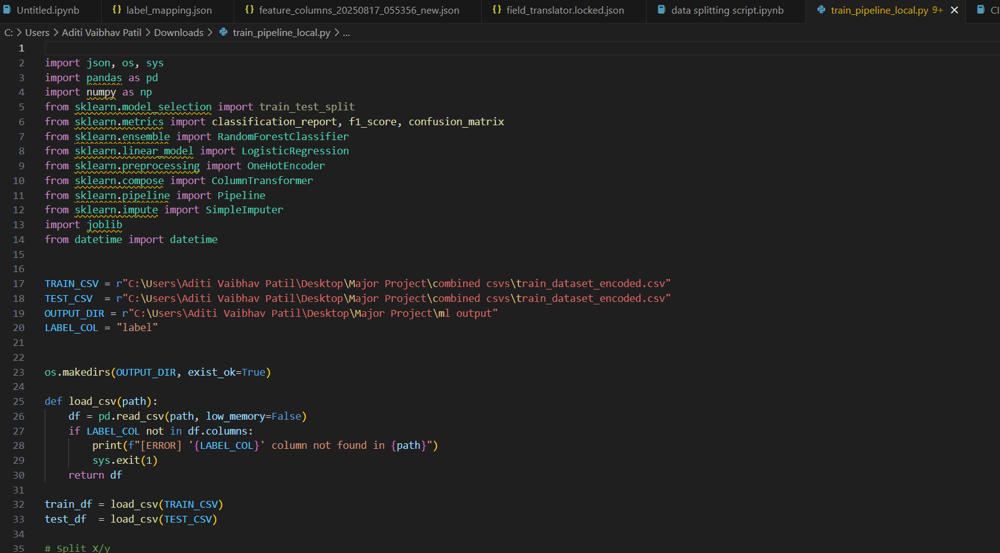 Untitled.ipynb
{} label_mapping.json
{} feature_columns_20250817_055356_new.json
{} field_translator.locked.json
data splitting script.ipynb
train_pipeline_local.py 9+ ×
C: > Users > Aditi Vaibhav Patil > Downloads > train_pipeline_local.py > ...
1
2 import json, os, sys
3 import pandas as pd
4 import numpy as np
5 from sklearn.model_selection import train_test_split
6 from sklearn.metrics import classification_report, f1_score, confusion_matrix
7 from sklearn.ensemble import RandomForestClassifier
8 from sklearn.linear_model import LogisticRegression
9 from sklearn.preprocessing import OneHotEncoder
10 from sklearn.compose import ColumnTransformer
11 from sklearn.pipeline import Pipeline
12 from sklearn.impute import SimpleImputer
13 import joblib
14 from datetime import datetime
15
16
17 TRAIN_CSV = r"C:\Users\Aditi Vaibhav Patil\Desktop\Major Project\combined csvs\train_dataset_encoded.csv"
18 TEST_CSV  = r"C:\Users\Aditi Vaibhav Patil\Desktop\Major Project\combined csvs\train_dataset_encoded.csv"
19 OUTPUT_DIR = r"C:\Users\Aditi Vaibhav Patil\Desktop\Major Project\ml output"
20 LABEL_COL = "label"
21
22
23 os.makedirs(OUTPUT_DIR, exist_ok=True)
24
25 def load_csv(path):
26     df = pd.read_csv(path, low_memory=False)
27     if LABEL_COL not in df.columns:
28         print(f"[ERROR] '{LABEL_COL}' column not found in {path}")
29         sys.exit(1)
30     return df
31
32 train_df = load_csv(TRAIN_CSV)
33 test_df  = load_csv(TEST_CSV)
34
35 # Split X/y